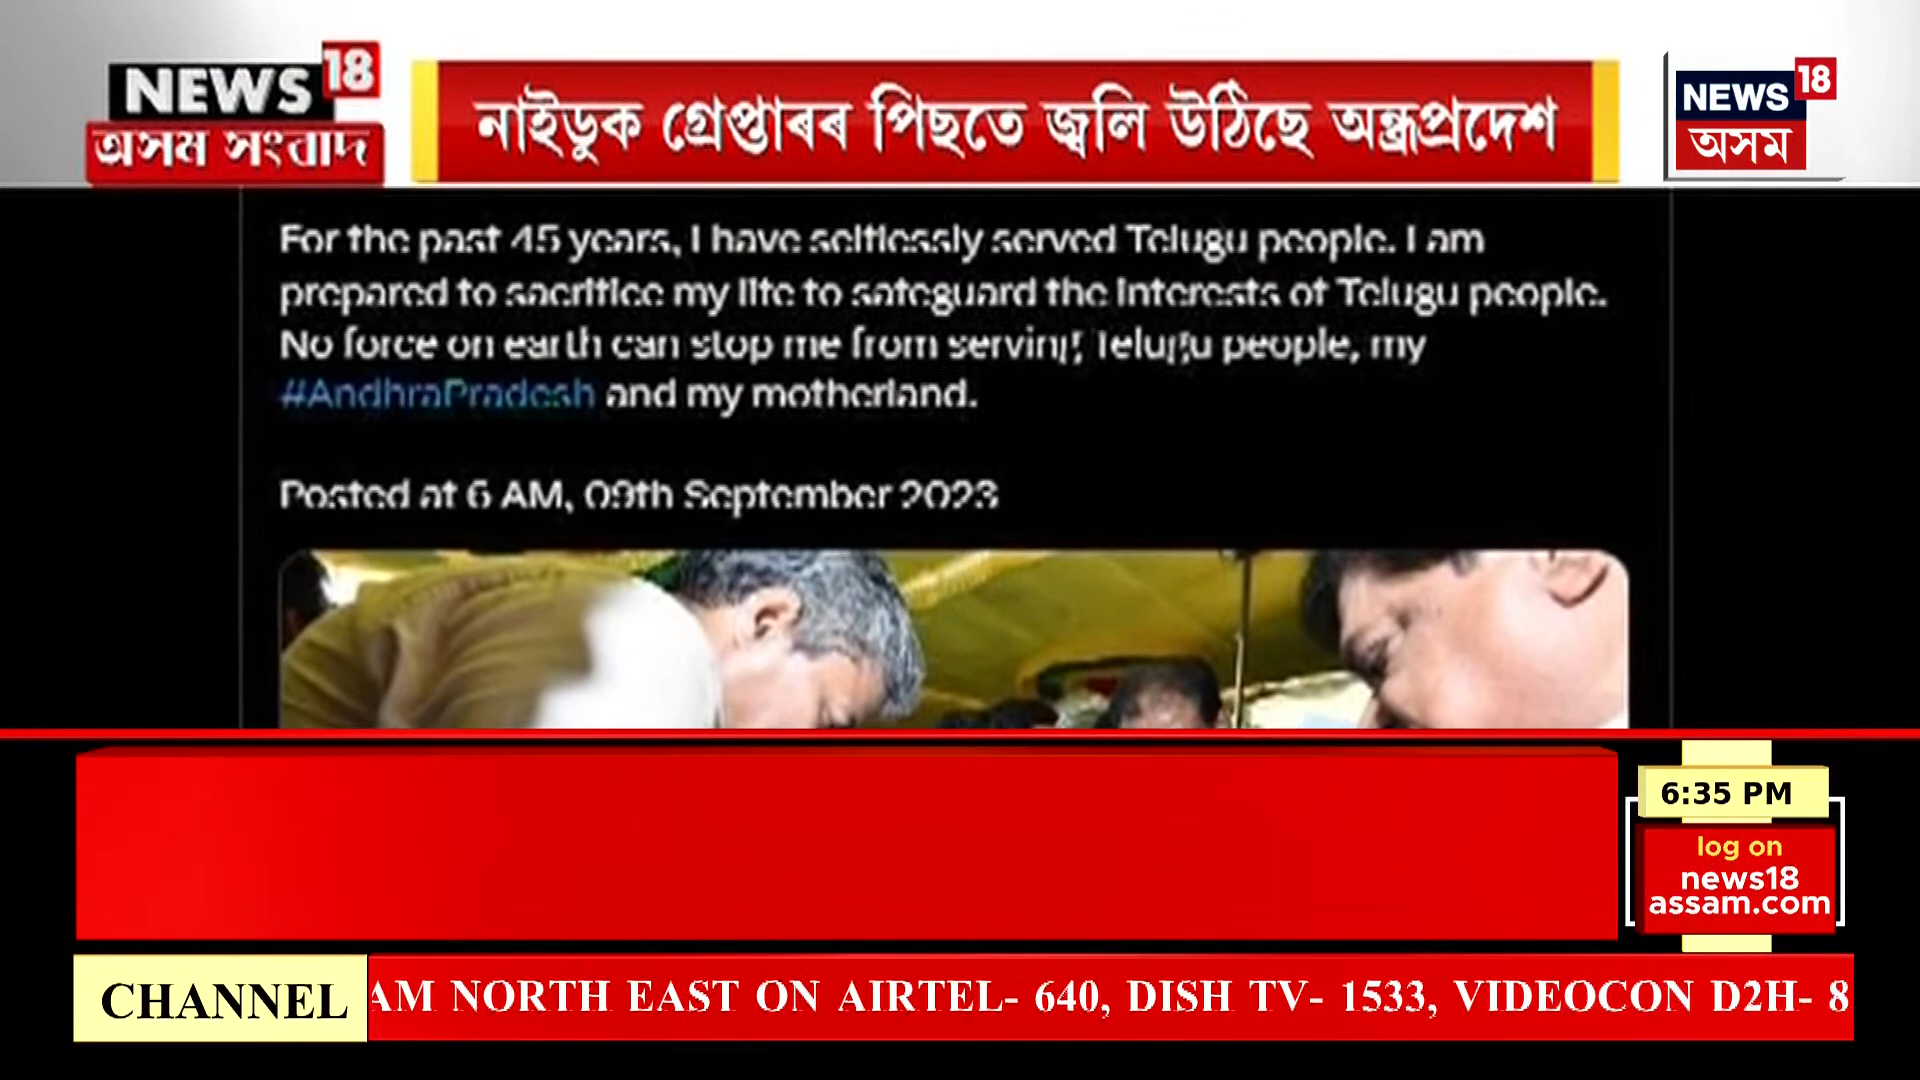 NEWS 18
অসম সংবাদ
নাইডুক গ্ৰেপ্তাৰৰ পিছতে জ্বলি উঠিছে অন্ধ্ৰপ্ৰদেশ
NEWS 18
অসম
For the past 45 years, I have selflessly served Telugu people. I am
prepared to sacrifice my life to safeguard the interests of Telugu people.
No force on earth can stop me from serving Telugu people, my
#AndhraPradesh and my motherland.
Posted at 6 AM, 09th September 2023
6:35 PM
log on
news18
assam.com
CHANNEL
AM NORTH EAST ON AIRTEL- 640, DISH TV- 1533, VIDEOCON D2H- 8